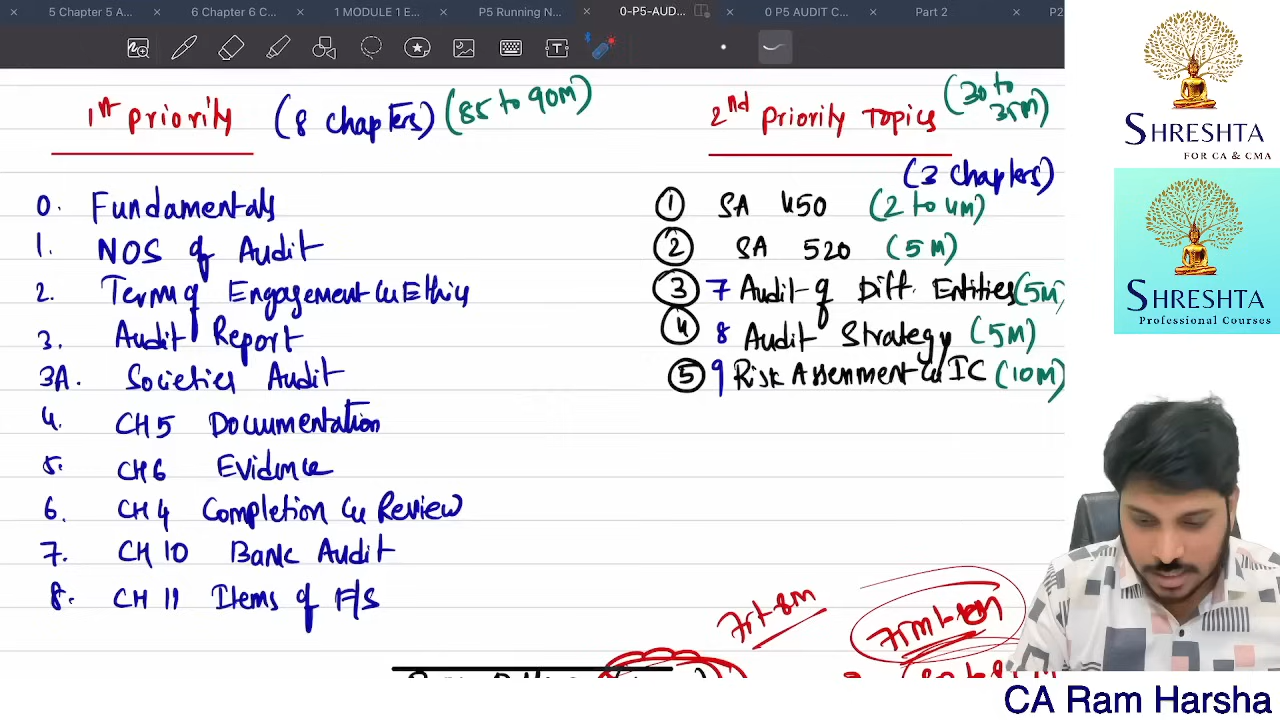 5 Chapter 5 A...
6 Chapter 6 C...
1 MODULE 1 E...
P5 Running N...
0-P5-AUD...
0 P5 AUDIT C...
Part 2
P2
1st Priority (8 Chapters) (85 to 90M)
0. Fundamentals
1. NOS of Audit
2. Terms of Engagement & Ethics
3. Audit Report
3A. Societies Audit
4. CH 5 Documentation
5. CH 6 Evidence
6. CH 4 Completion & Review
7. CH 10 Bank Audit
8. CH 11 Items of F/S
2nd Priority Topics (30 to 35M)
(3 Chapters)
1 SA 450 (2 to 4M)
2 SA 520 (5M)
3 7 Audit of Diff. Entities (5M)
4 8 Audit Strategy (5M)
5 9 Risk Assessment & IC (10M)
SHRESHTA
FOR CA & CMA
SHRESHTA
Professional Courses
CA Ram Harsha